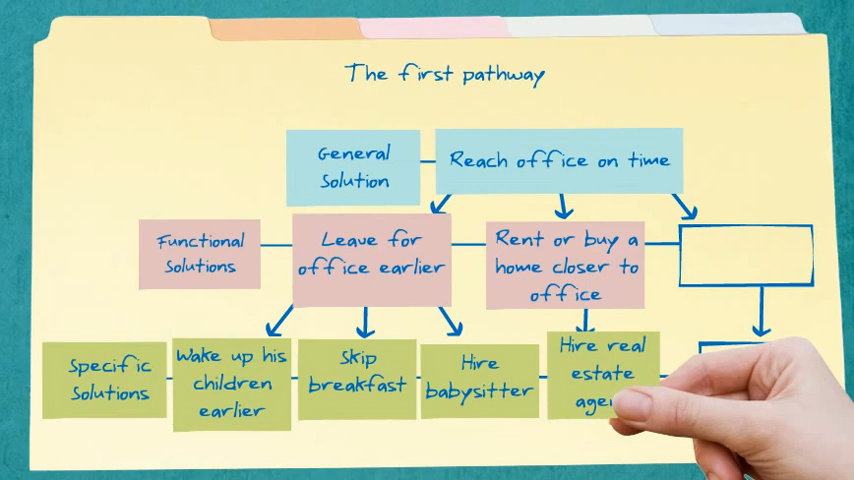 The first pathway
General
Solution
Reach office on time
Functional
Solutions
Leave for
office earlier
Rent or buy a
home closer to
office
Specific
Solutions
Wake up his
children
earlier
Skip
breakfast
Hire
babysitter
Hire real
estate